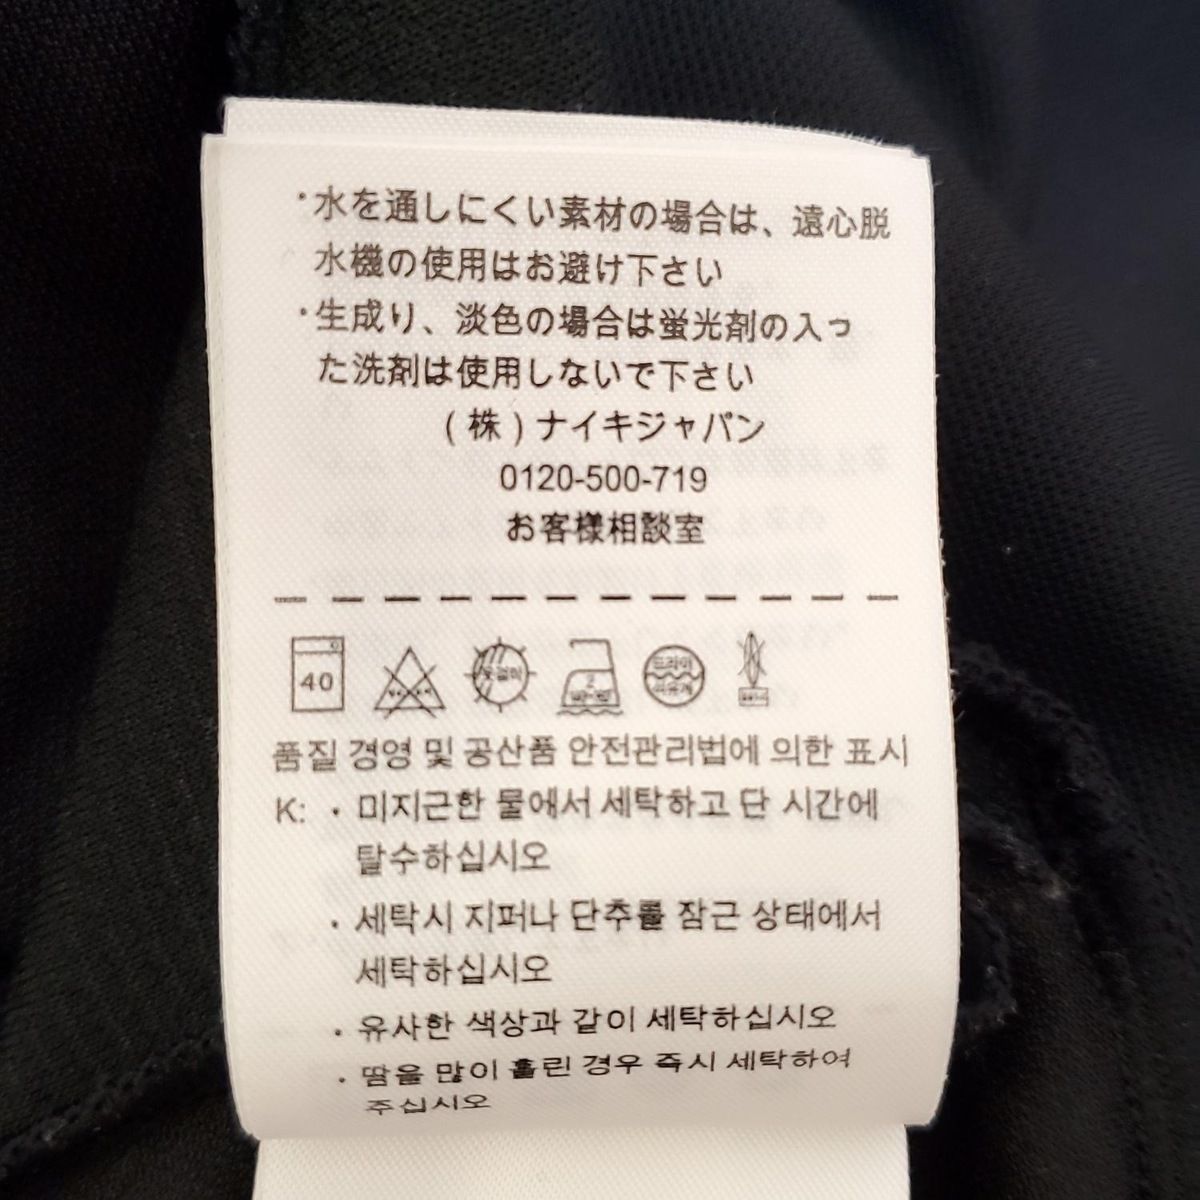 ・水を通しにくい素材の場合は、遠心脱
水機の使用はお避け下さい
・生成り、淡色の場合は蛍光剤の入っ
た洗剤は使用しないで下さい
(株)ナイキジャパン
0120-500-719
お客様相談室
40 옷걸이 드라이
품질 경영 및 공산품 안전관리법에 의한 표시
K: · 미지근한 물에서 세탁하고 단 시간에
탈수하십시오
· 세탁시 지퍼나 단추를 잠근 상태에서
세탁하십시오
· 유사한 색상과 같이 세탁하십시오
· 땀을 많이 흘린 경우 즉시 세탁하여
주십시오